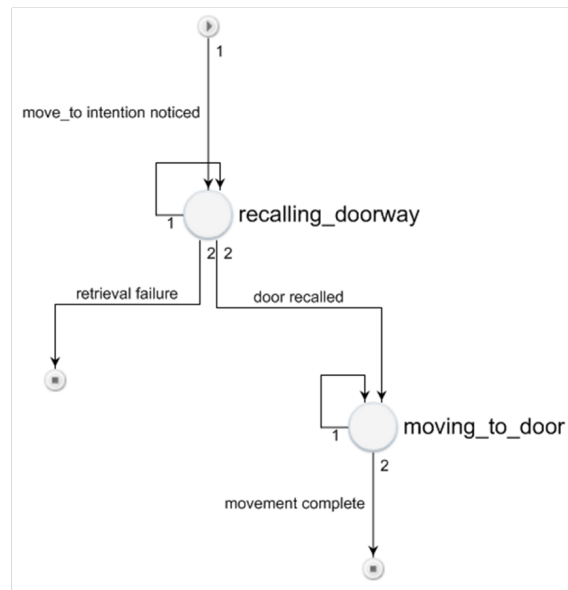 1
move_to intention noticed
recalling_doorway
1
2 2
retrieval failure
door recalled
moving_to_door
1
2
movement complete